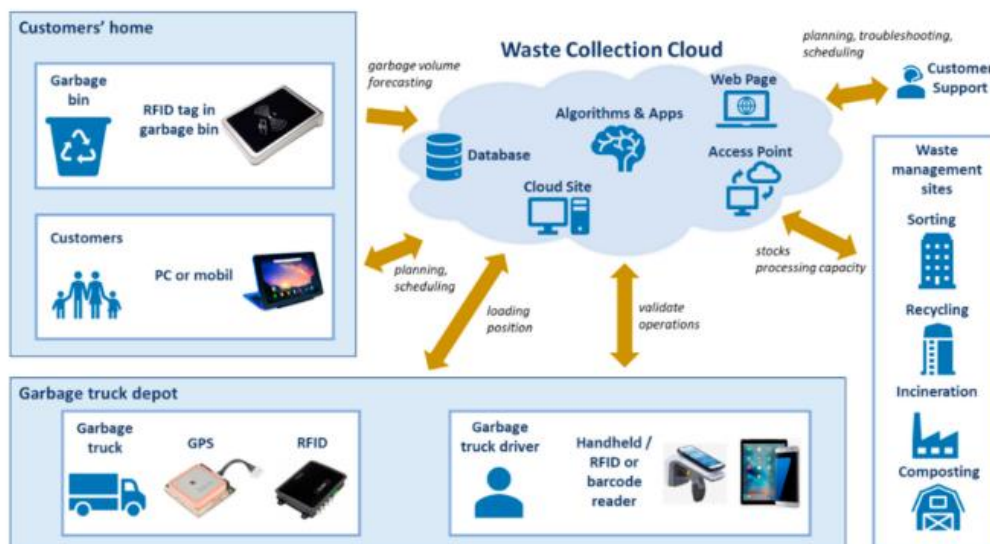 Customers' home
Garbage
bin
RFID tag in
garbage bin
Customers
PC or mobil
garbage volume
forecasting
planning,
scheduling
Waste Collection Cloud
Database
Algorithms & Apps
Cloud Site
Web Page
Access Point
planning, troubleshooting,
scheduling
Customer
Support
loading
position
validate
operations
stocks
processing capacity
Waste
management
sites
Sorting
Recycling
Incineration
Composting
Garbage truck depot
Garbage
truck
GPS
RFID
Garbage
truck driver
Handheld /
RFID or
barcode
reader